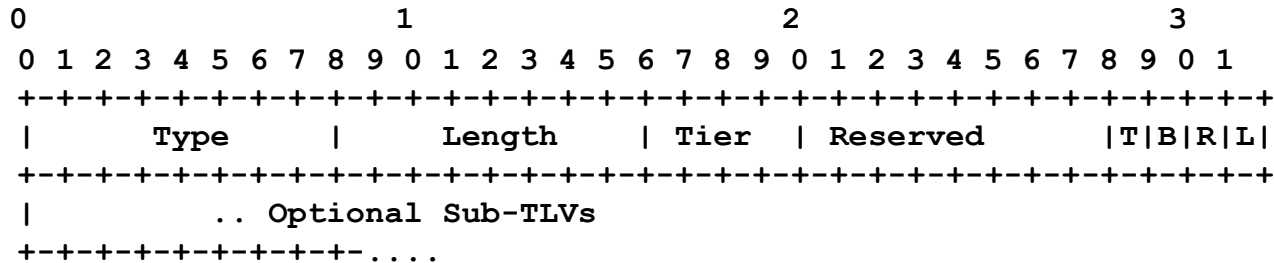 0                   1                   2                   3
0 1 2 3 4 5 6 7 8 9 0 1 2 3 4 5 6 7 8 9 0 1 2 3 4 5 6 7 8 9 0 1
+-+-+-+-+-+-+-+-+-+-+-+-+-+-+-+-+-+-+-+-+-+-+-+-+-+-+-+-+-+-+-+-+
|      Type     |     Length    | Tier  | Reserved      |T|B|R|L|
+-+-+-+-+-+-+-+-+-+-+-+-+-+-+-+-+-+-+-+-+-+-+-+-+-+-+-+-+-+-+-+-+
|         .. Optional Sub-TLVs
+-+-+-+-+-+-+-+-+-....